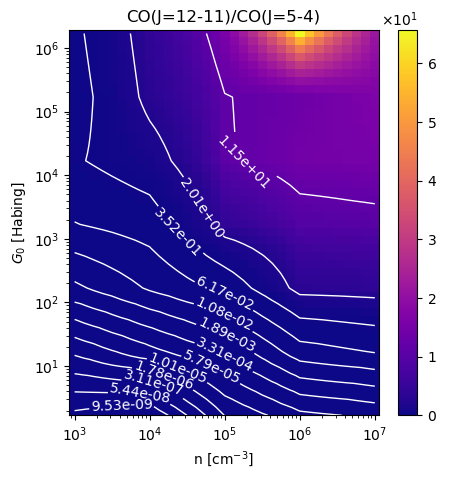 CO(J=12-11)/CO(J=5-4)
×10¹
10⁶
10⁵
10⁴
10³
10²
10¹
G₀ [Habing]
1.15e+01
2.01e+00
3.52e-01
6.17e-02
1.08e-02
1.89e-03
3.31e-04
5.79e-05
1.01e-05
1.78e-06
3.11e-07
5.44e-08
9.53e-09
10³ 10⁴ 10⁵ 10⁶ 10⁷
n [cm⁻³]
6
5
4
3
2
1
0